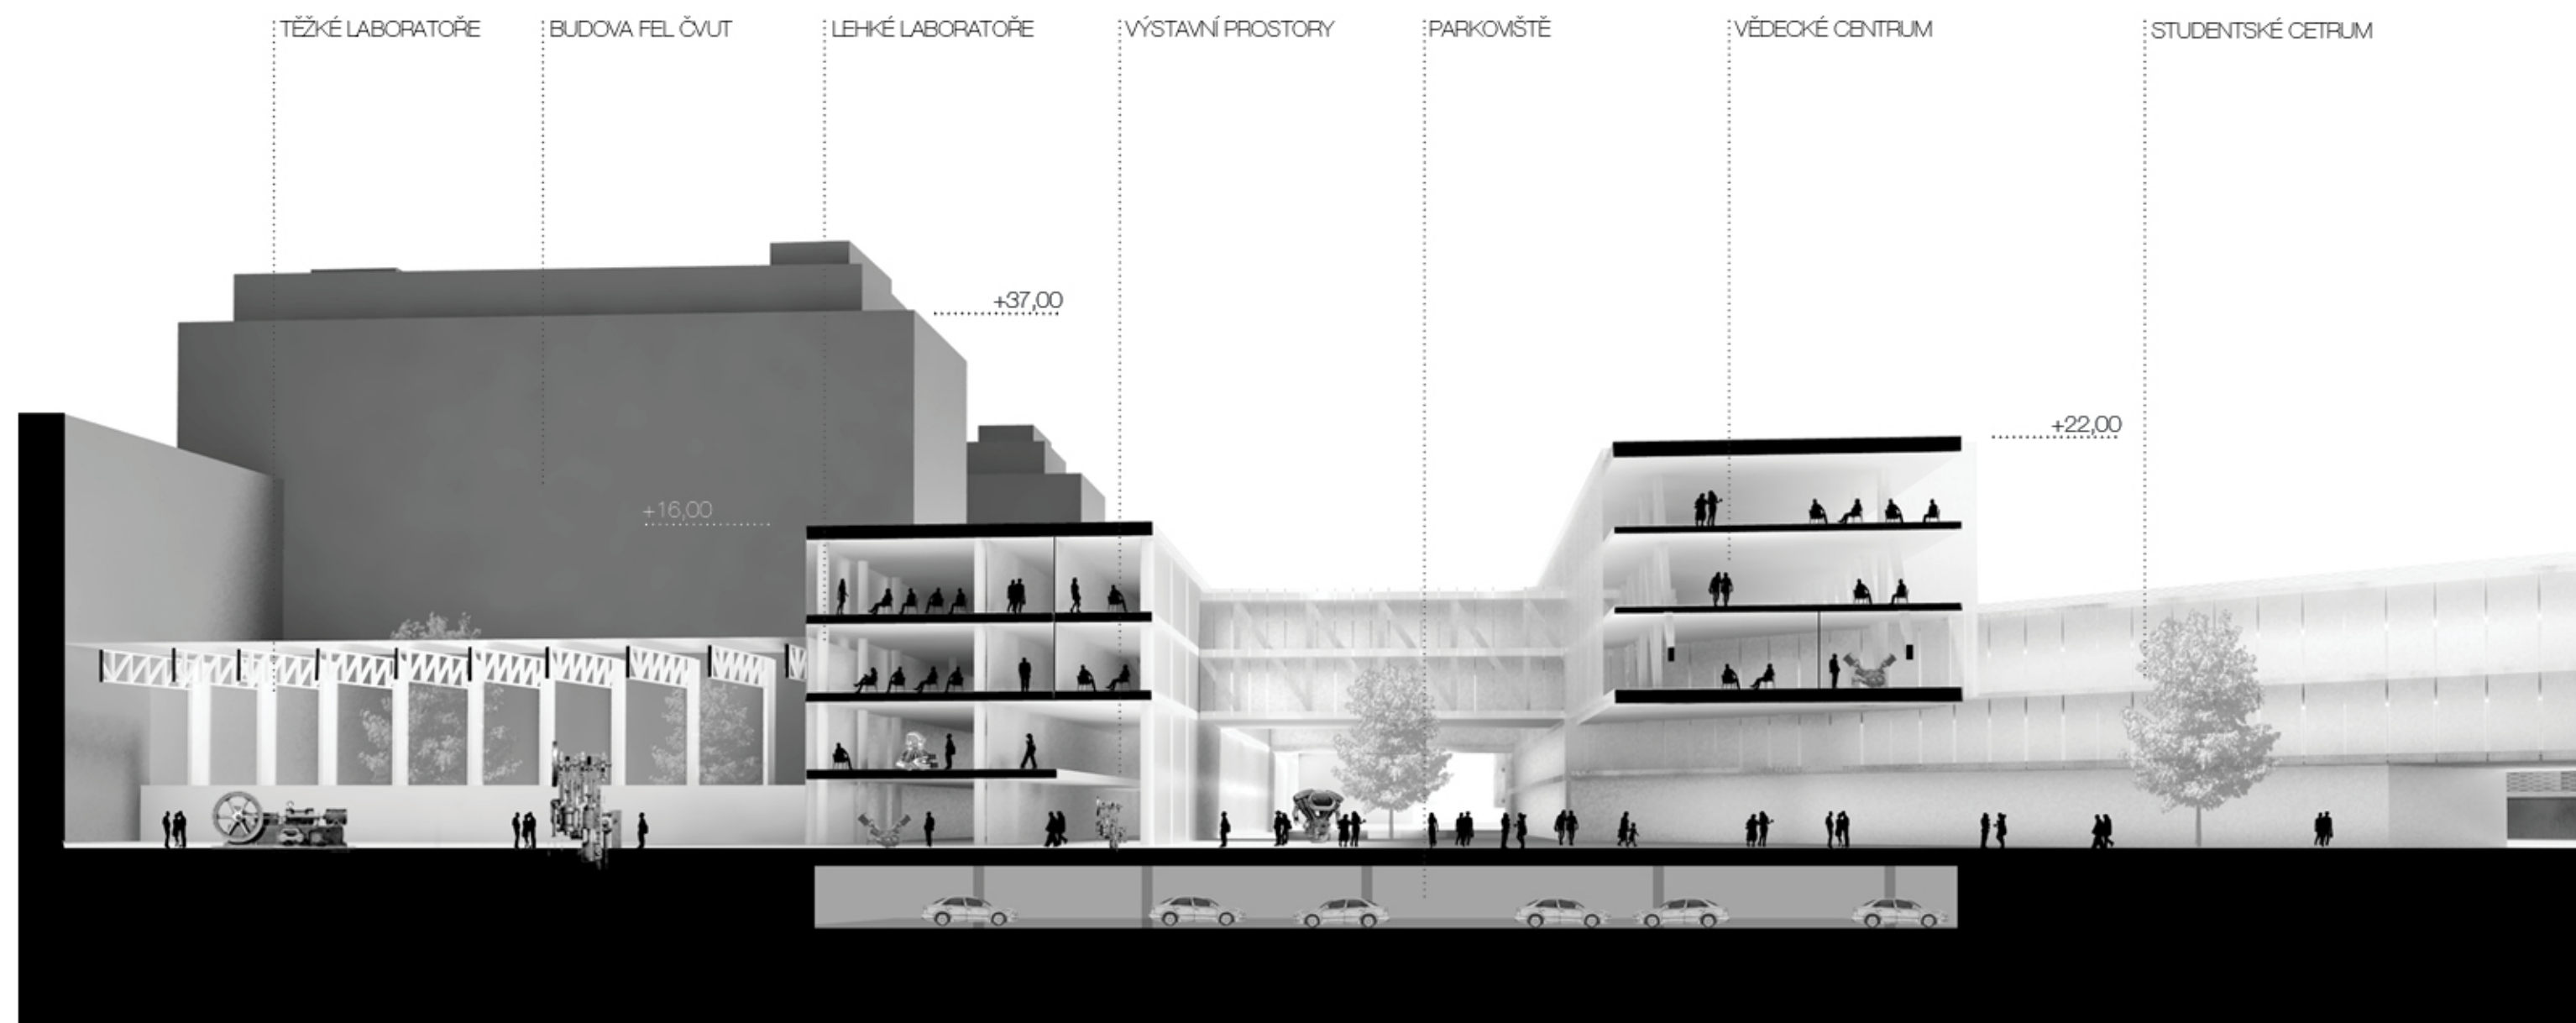 TĚŽKÉ LABORATOŘE
BUDOVA FEL ČVUT
LEHKÉ LABORATOŘE
VÝSTAVNÍ PROSTORY
PARKOVIŠTĚ
VĚDECKÉ CENTRUM
STUDENTSKÉ CETRUM
+37,00
+22,00
+16,00